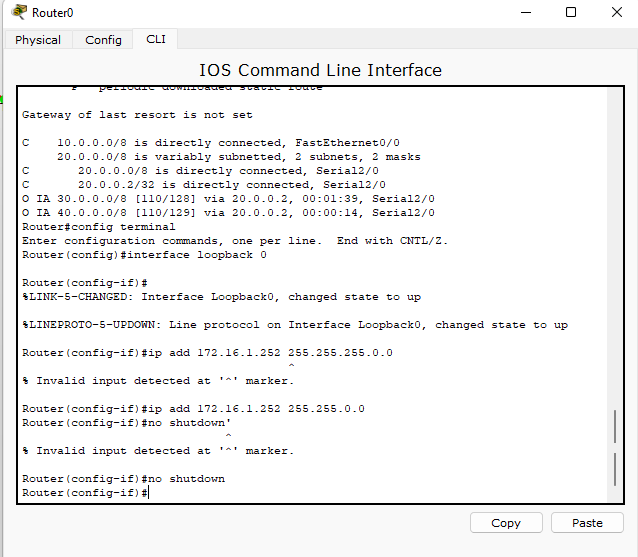 Router0
Physical Config CLI
IOS Command Line Interface
P - periodic downloaded static route
Gateway of last resort is not set
C 10.0.0.0/8 is directly connected, FastEthernet0/0
20.0.0.0/8 is variably subnetted, 2 subnets, 2 masks
C 20.0.0.0/8 is directly connected, Serial2/0
C 20.0.0.2/32 is directly connected, Serial2/0
O IA 30.0.0.0/8 [110/128] via 20.0.0.2, 00:01:39, Serial2/0
O IA 40.0.0.0/8 [110/129] via 20.0.0.2, 00:00:14, Serial2/0
Router#config terminal
Enter configuration commands, one per line. End with CNTL/Z.
Router(config)#interface loopback 0
Router(config-if)#
%LINK-5-CHANGED: Interface Loopback0, changed state to up
%LINEPROTO-5-UPDOWN: Line protocol on Interface Loopback0, changed state to up
Router(config-if)#ip add 172.16.1.252 255.255.255.0.0
^
% Invalid input detected at '^' marker.
Router(config-if)#ip add 172.16.1.252 255.255.0.0
Router(config-if)#no shutdown'
^
% Invalid input detected at '^' marker.
Router(config-if)#no shutdown
Router(config-if)#
Copy Paste